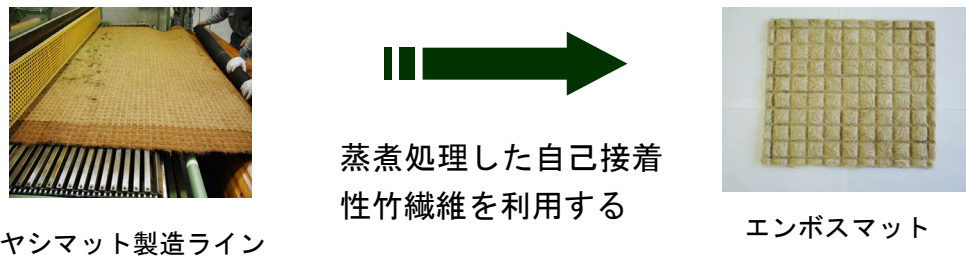 蒸煮処理した自己接着
性竹繊維を利用する
ヤシマット製造ライン
エンボスマット